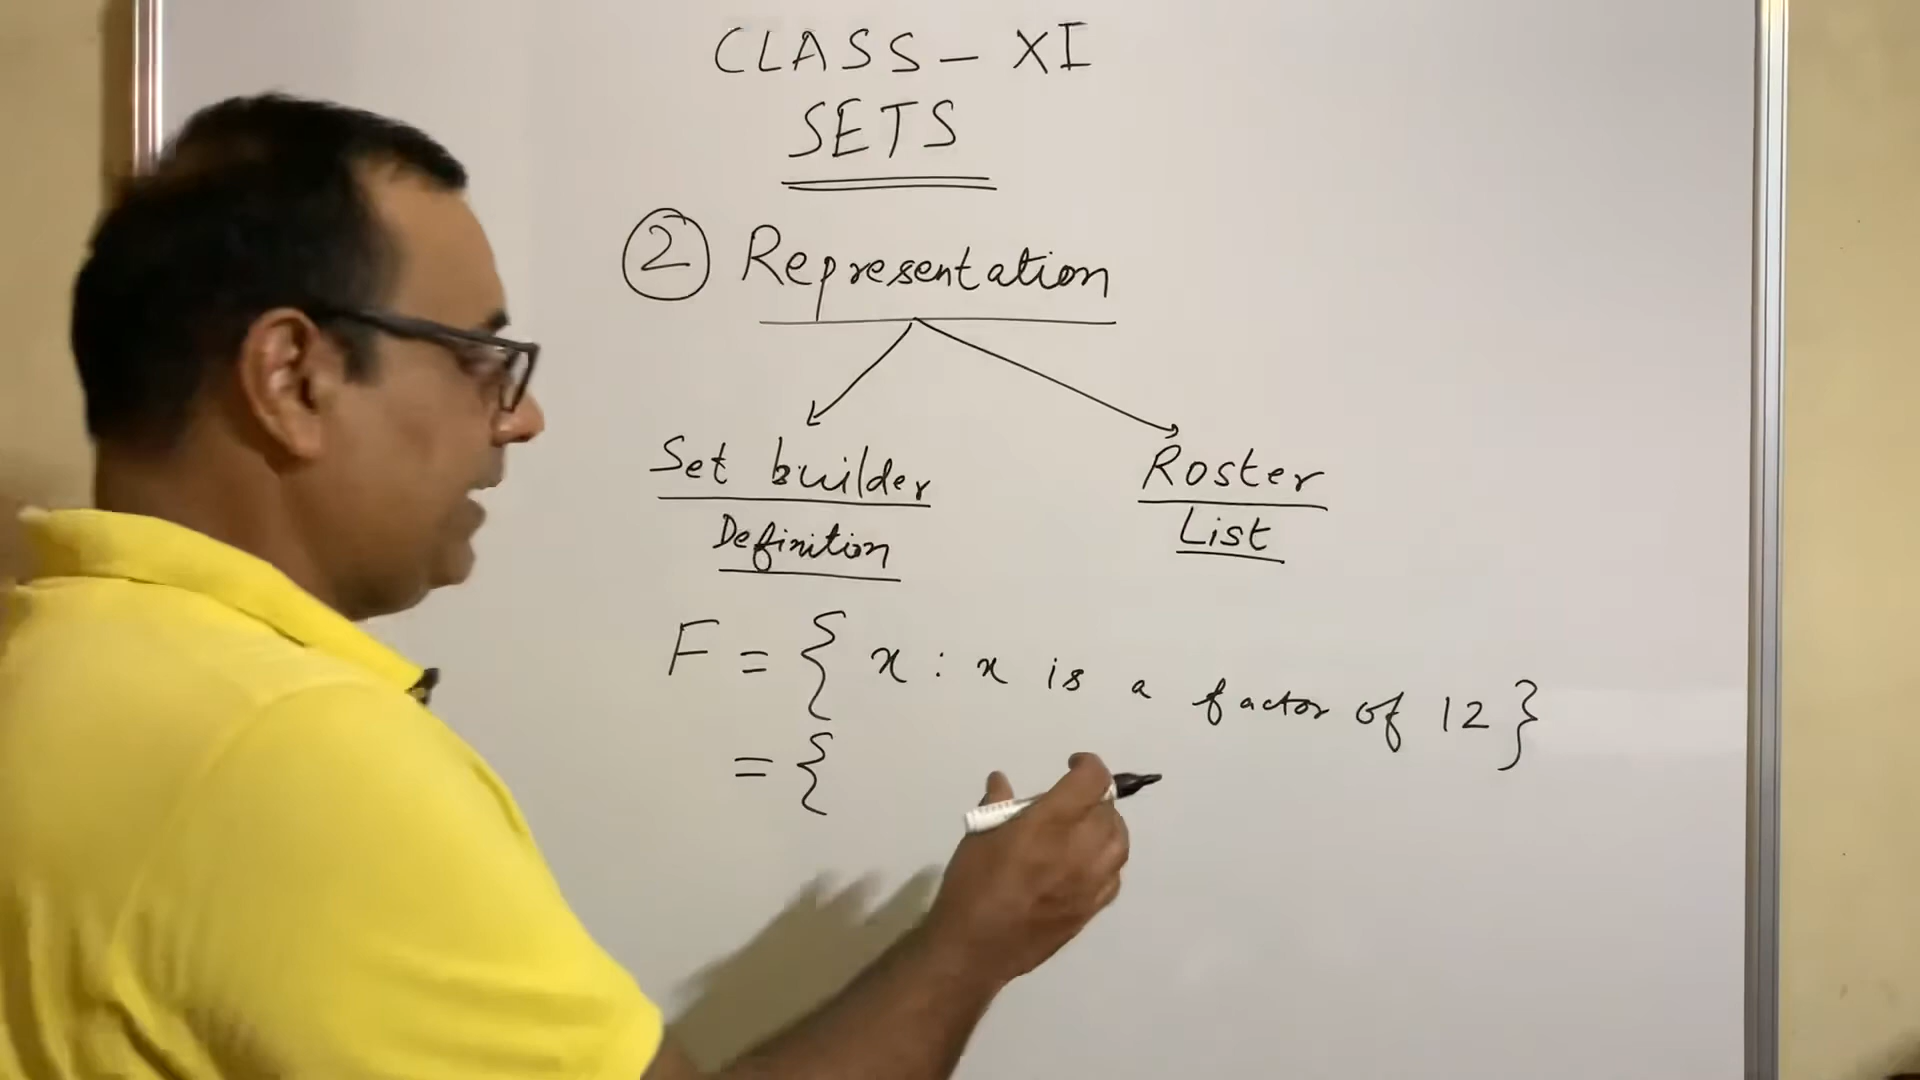 CLASS - XI
SETS
② Representation
Set builder Roster
Definition List
F = { x : x is a factor of 12 }
= {